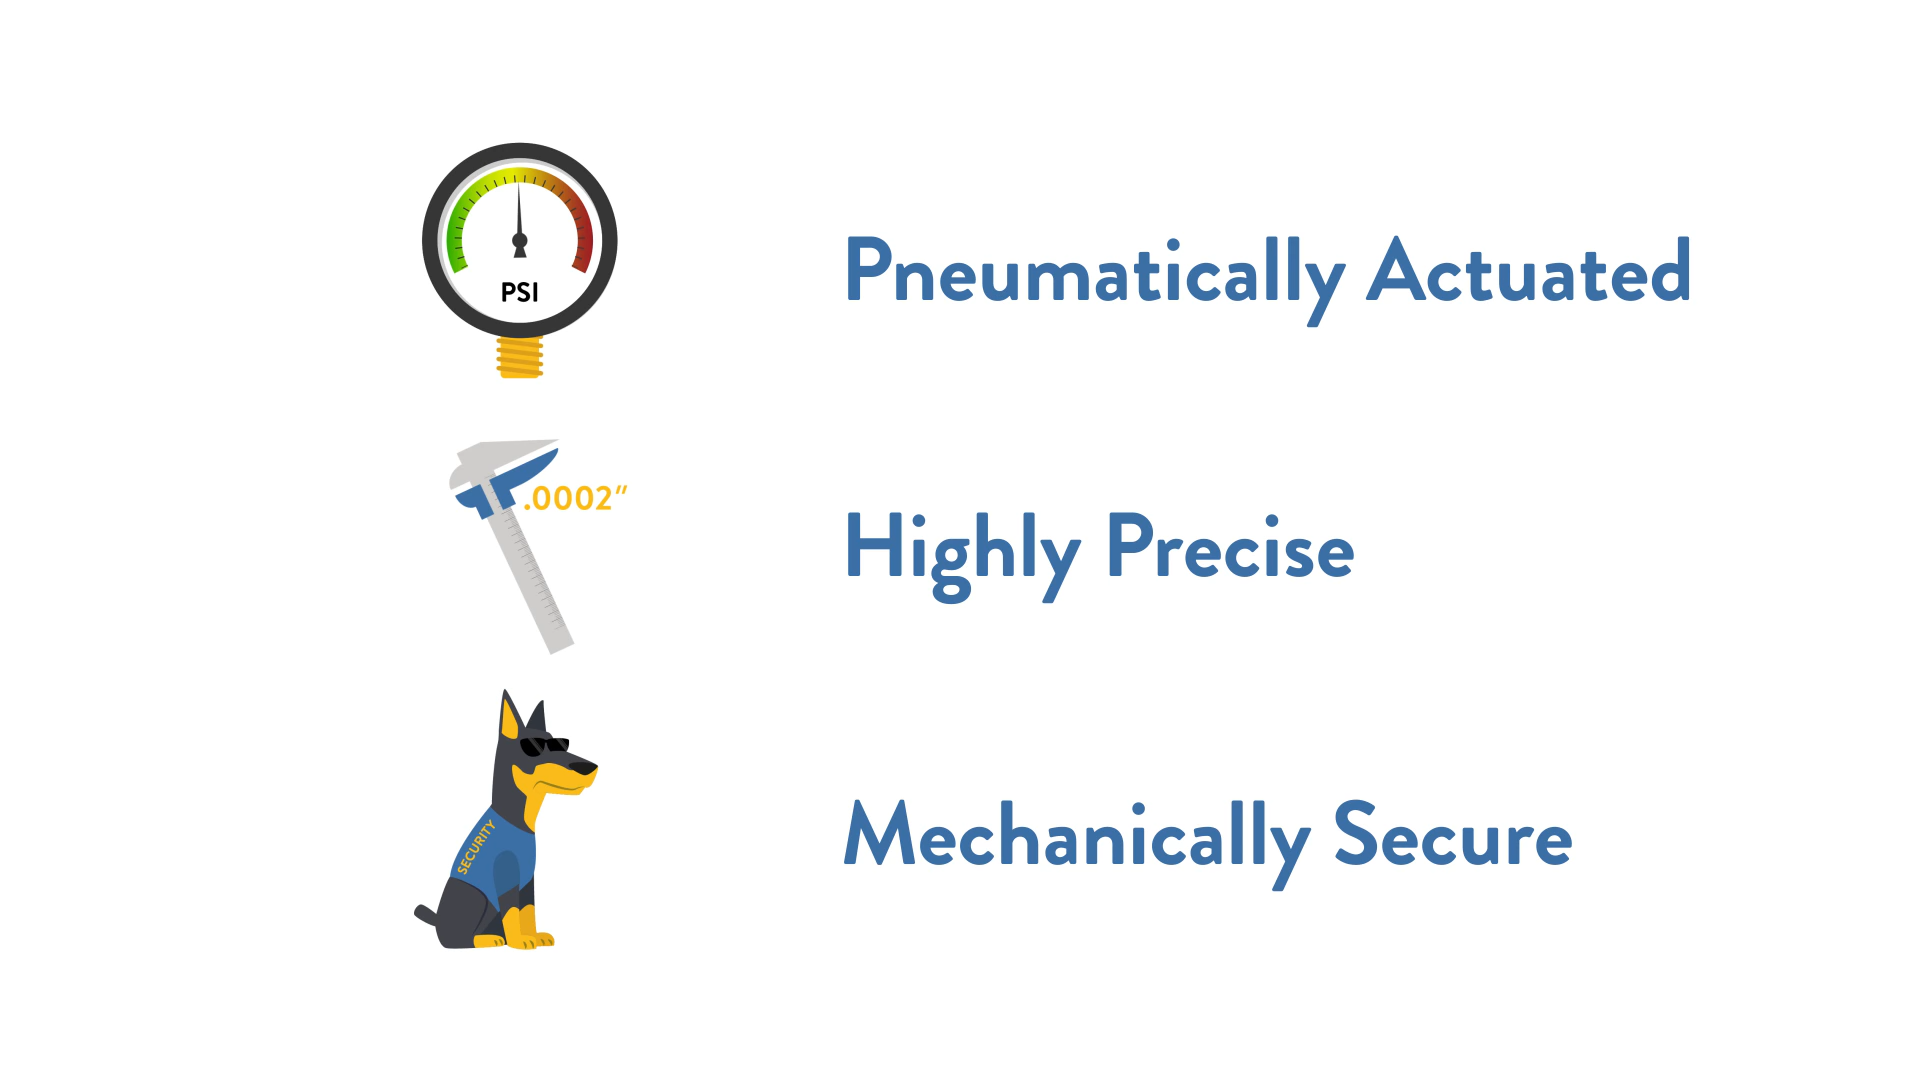 PSI
Pneumatically Actuated
.0002”
Highly Precise
SECURITY
Mechanically Secure